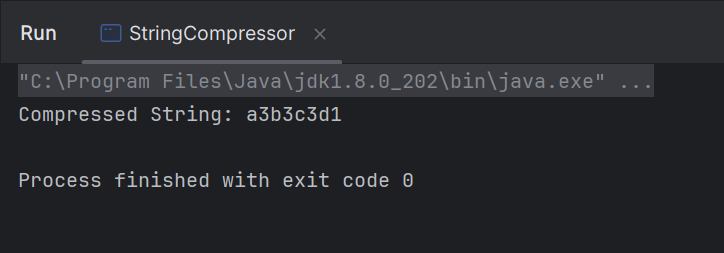 Run StringCompressor
"C:\Program Files\Java\jdk1.8.0_202\bin\java.exe" ...
Compressed String: a3b3c3d1
Process finished with exit code 0